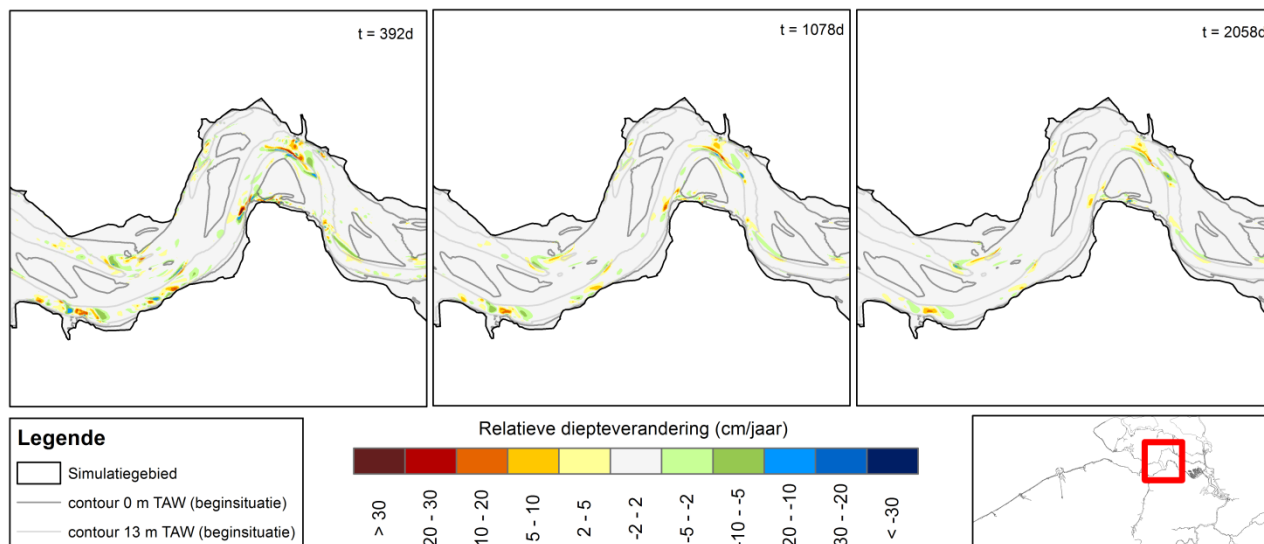 t = 392d
t = 1078d
t = 2058d
Legende
Simulatiegebied
contour 0 m TAW (beginsituatie)
contour 13 m TAW (beginsituatie)
Relatieve diepteverandering (cm/jaar)
> 30
20 - 30
10 - 20
5 - 10
2 - 5
-2 - 2
-5 - -2
-10 - -5
20 - -10
30 - -20
< -30